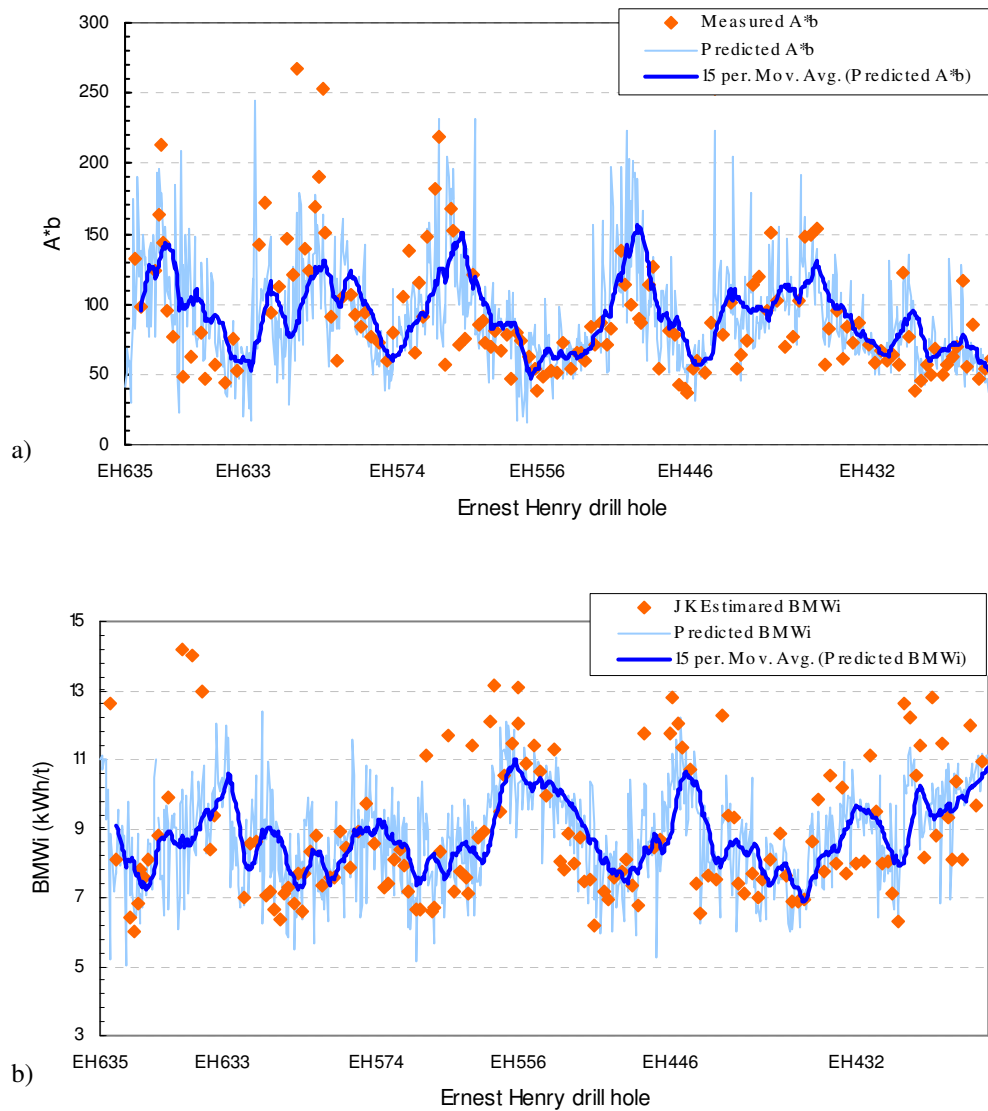 300
250
200
150
100
50
0
A*b
Measured A*b
Predicted A*b
15 per. Mov. Avg. (Predicted A*b)
a)
EH635 EH633 EH574 EH556 EH446 EH432
Ernest Henry drill hole
15
13
11
9
7
5
3
BMWi (kWh/t)
JKEstimared BMWi
Predicted BMWi
15 per. Mov. Avg. (Predicted BMWi)
b)
EH635 EH633 EH574 EH556 EH446 EH432
Ernest Henry drill hole